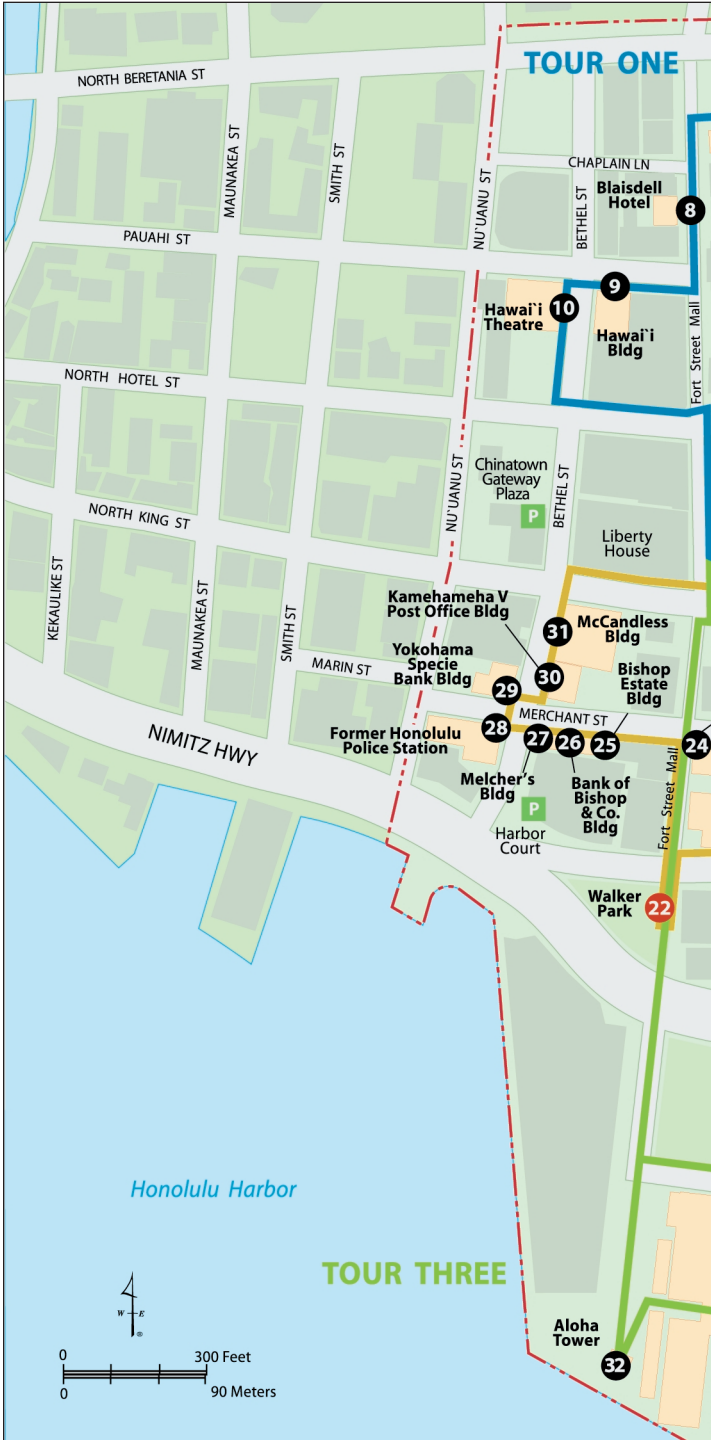 TOUR ONE
NORTH BERETANIA ST
MAUNAKEA ST
SMITH ST
NU`UANU ST
CHAPLAIN LN
BETHEL ST
Blaisdell
Hotel
8
PAUAHI ST
9
10
Hawai`i
Theatre
Hawai`i
Bldg
Fort Street Mall
NORTH HOTEL ST
Chinatown
Gateway
Plaza
P
NU`UANU ST
BETHEL ST
NORTH KING ST
Liberty
House
KEKAULIKE ST
MAUNAKEA ST
SMITH ST
Kamehameha V
Post Office Bldg
31
McCandless
Bldg
Yokohama
Specie
Bank Bldg
30
Bishop
Estate
Bldg
MARIN ST
29
MERCHANT ST
Former Honolulu
Police Station
28
27
26
25
24
NIMITZ HWY
Melcher's
Bldg
Bank of
Bishop
& Co.
Bldg
Fort Street Mall
P
Harbor
Court
Walker
Park
22
Honolulu Harbor
TOUR THREE
W E
®
Aloha
Tower
32
0 300 Feet
0 90 Meters